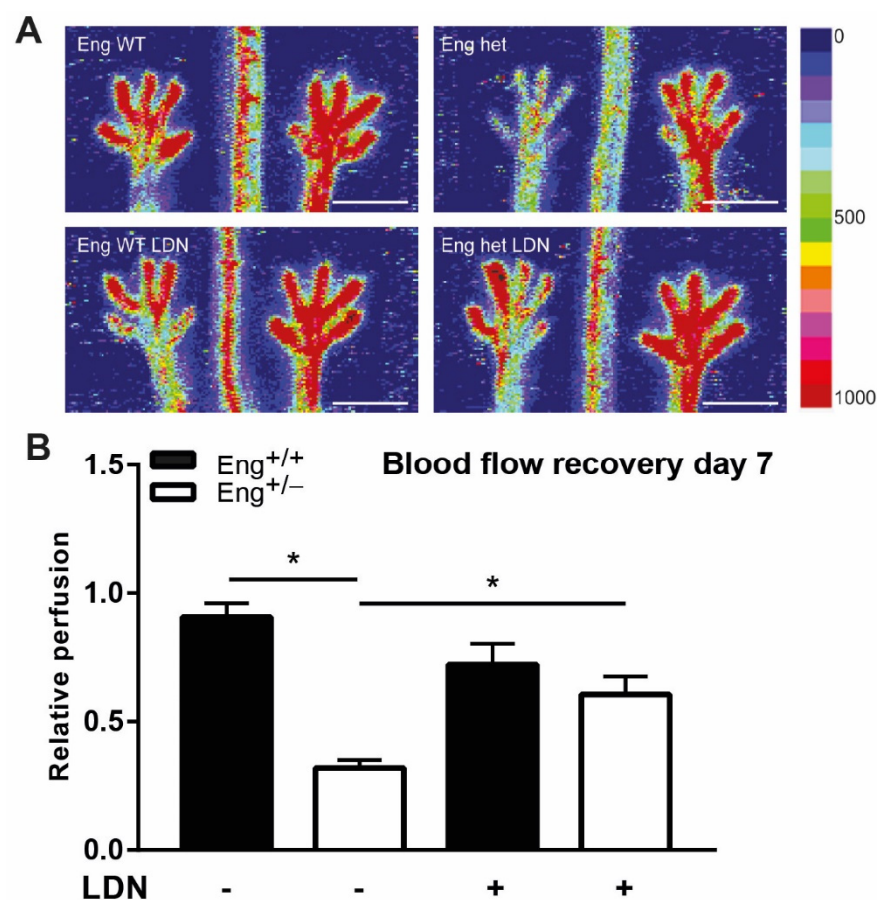 A
Eng WT
Eng het
0
500
Eng WT LDN
Eng het LDN
1000
B
Eng+/+
Eng+/−
Blood flow recovery day 7
1.5
1.0
0.5
0.0
Relative perfusion
*
*
LDN - - + +